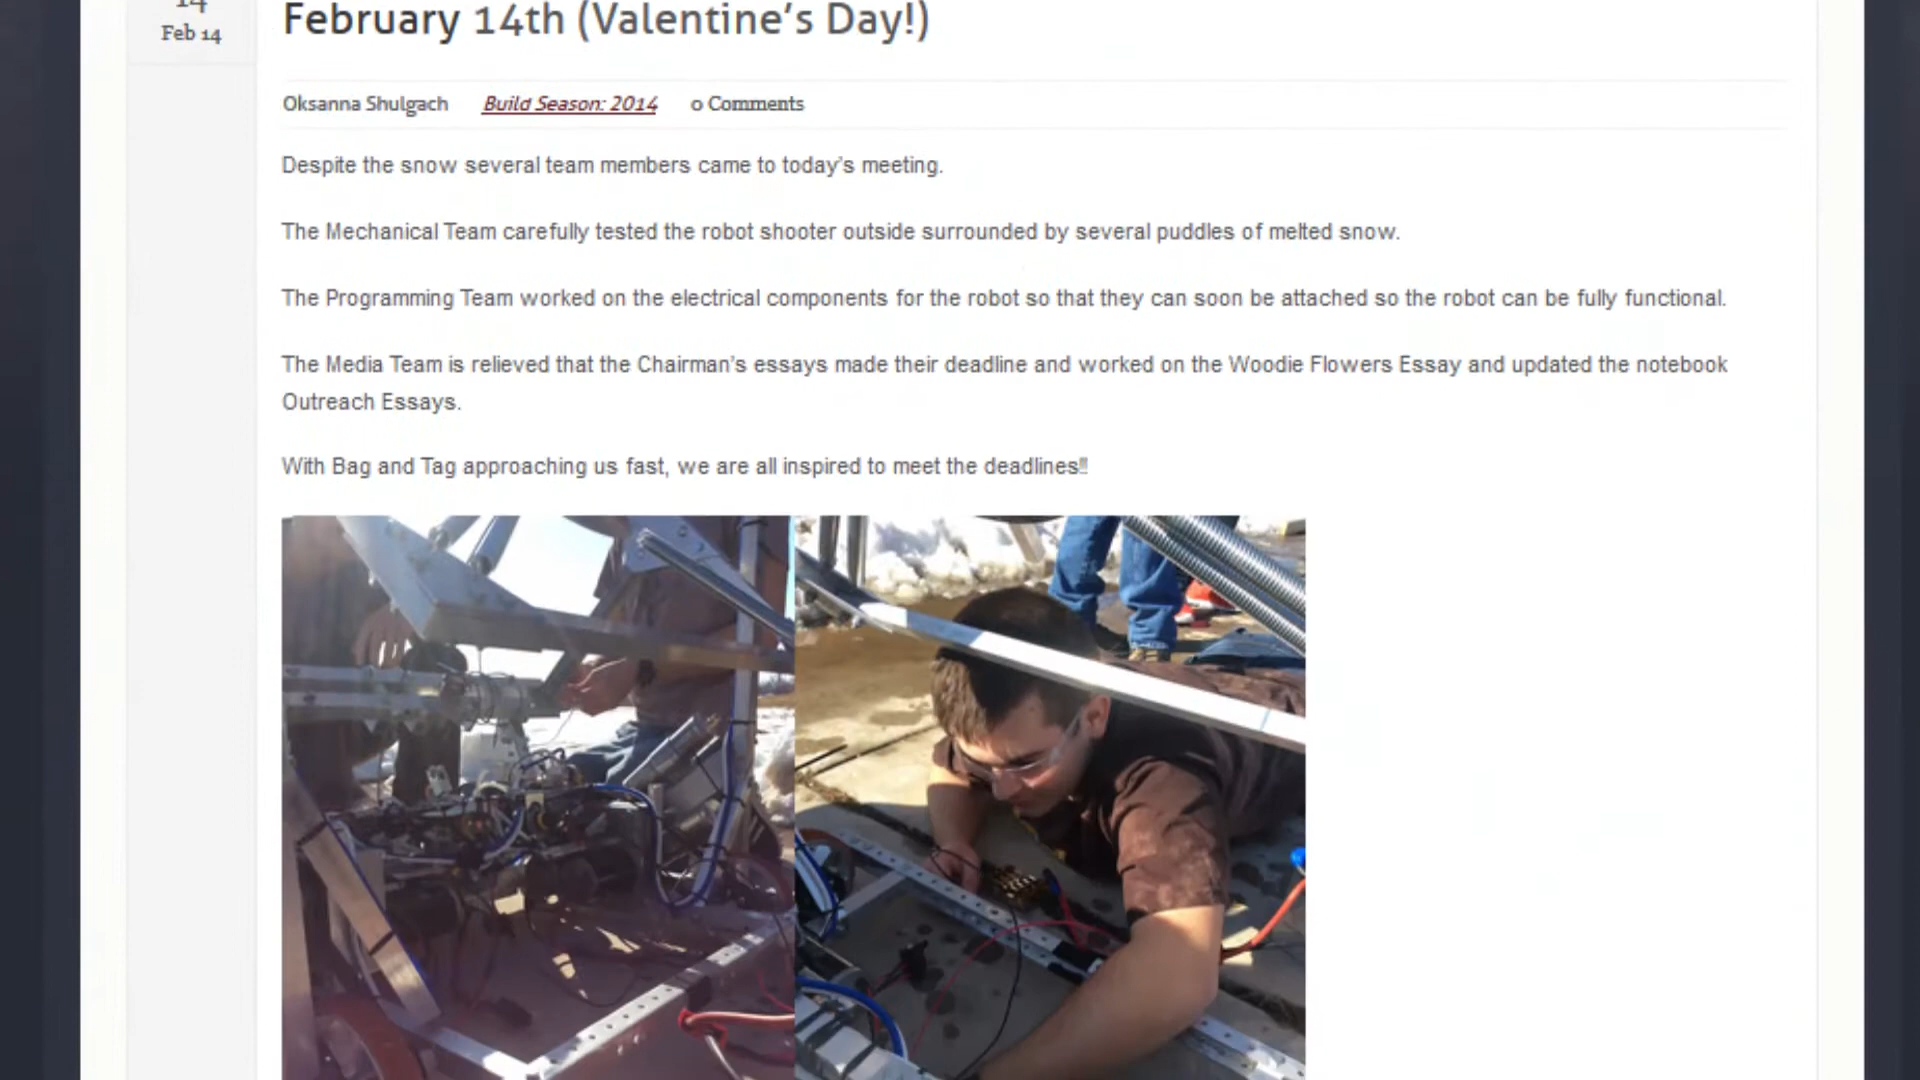 February 14th (Valentine's Day!)
Feb 14
Oksanna Shulgach Build Season: 2014 0 Comments
Despite the snow several team members came to today's meeting.
The Mechanical Team carefully tested the robot shooter outside surrounded by several puddles of melted snow.
The Programming Team worked on the electrical components for the robot so that they can soon be attached so the robot can be fully functional.
The Media Team is relieved that the Chairman's essays made their deadline and worked on the Woodie Flowers Essay and updated the notebook
Outreach Essays.
With Bag and Tag approaching us fast, we are all inspired to meet the deadlines!!